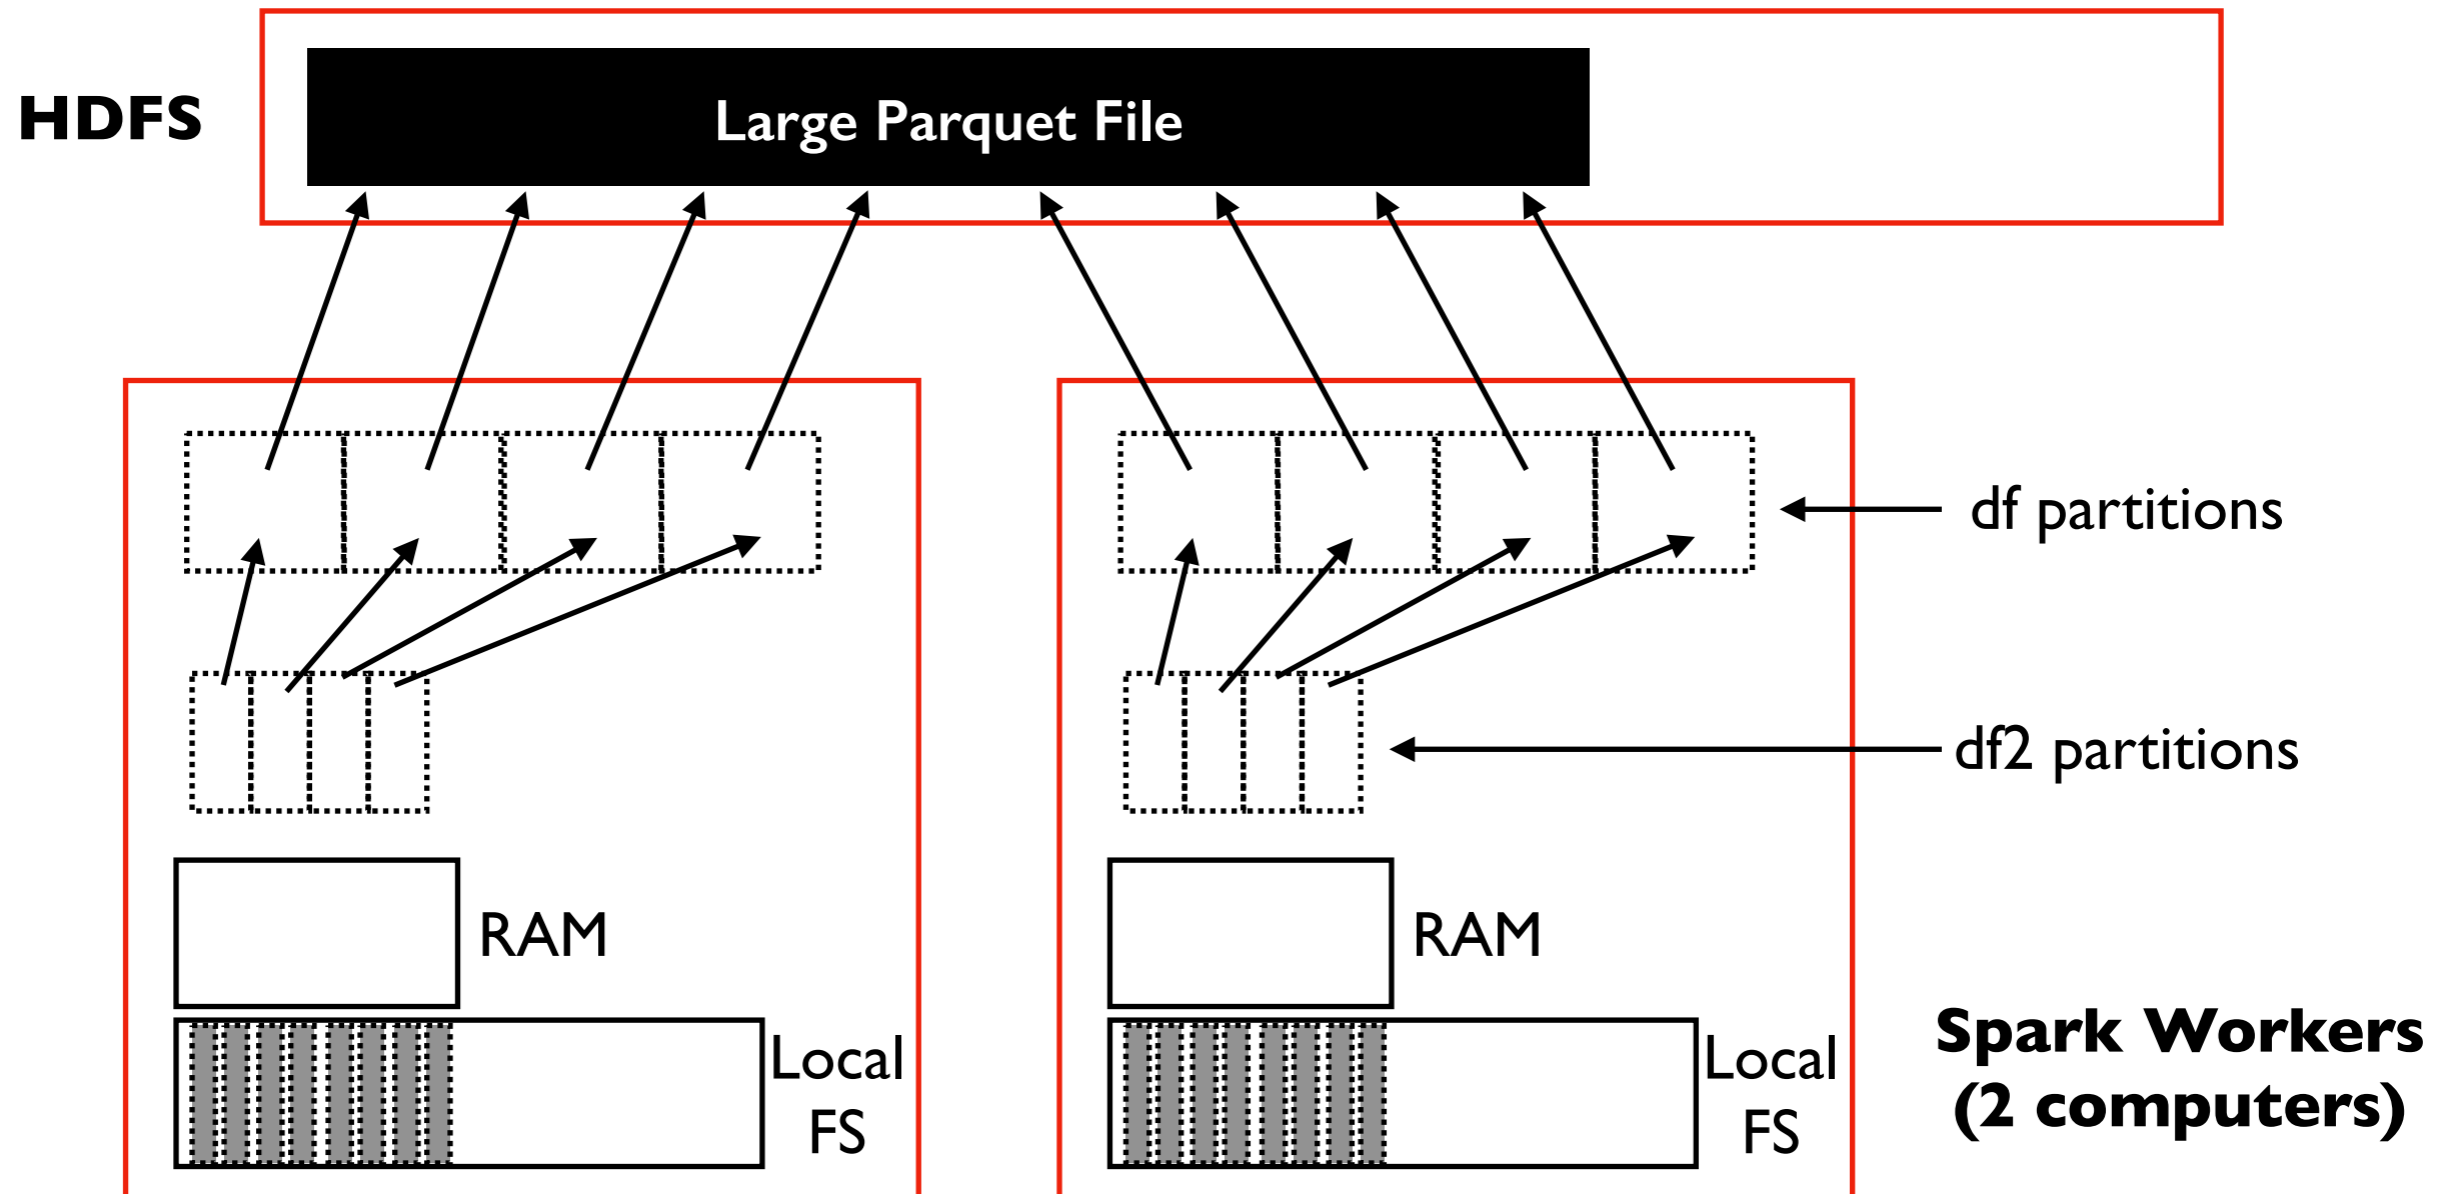 HDFS
Large Parquet File
df partitions
df2 partitions
RAM
RAM
Local
FS
Local
FS
Spark Workers
(2 computers)